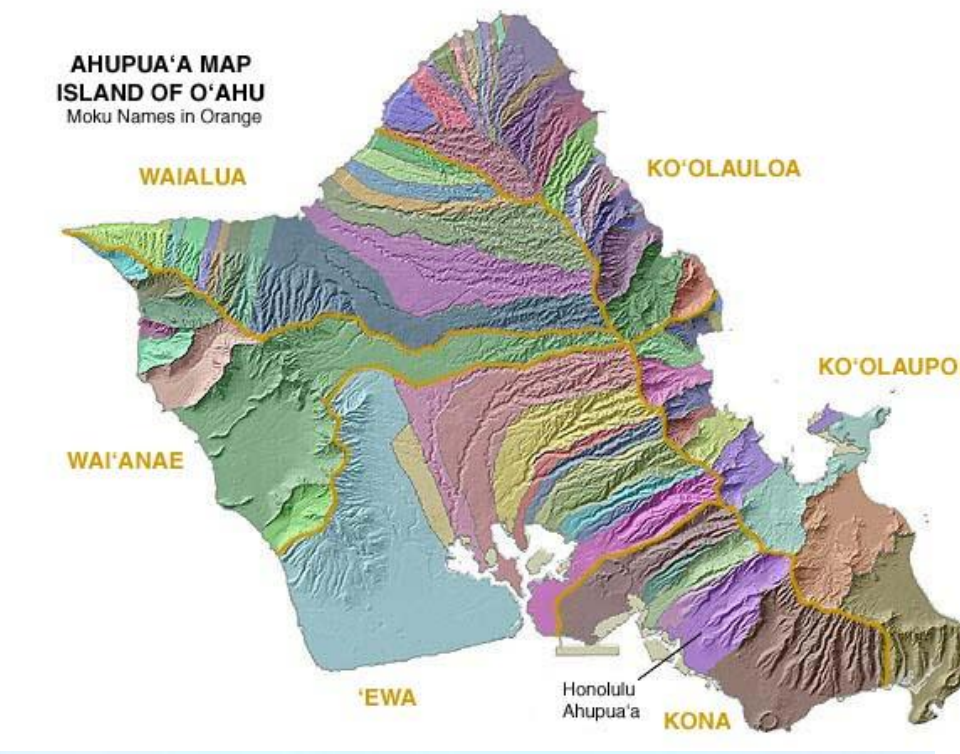 AHUPUA‘A MAP
ISLAND OF O‘AHU
Moku Names in Orange
WAIALUA
KO‘OLAULOA
KO‘OLAUPO
WAI‘ANAE
‘EWA
Honolulu
Ahupua‘a
KONA